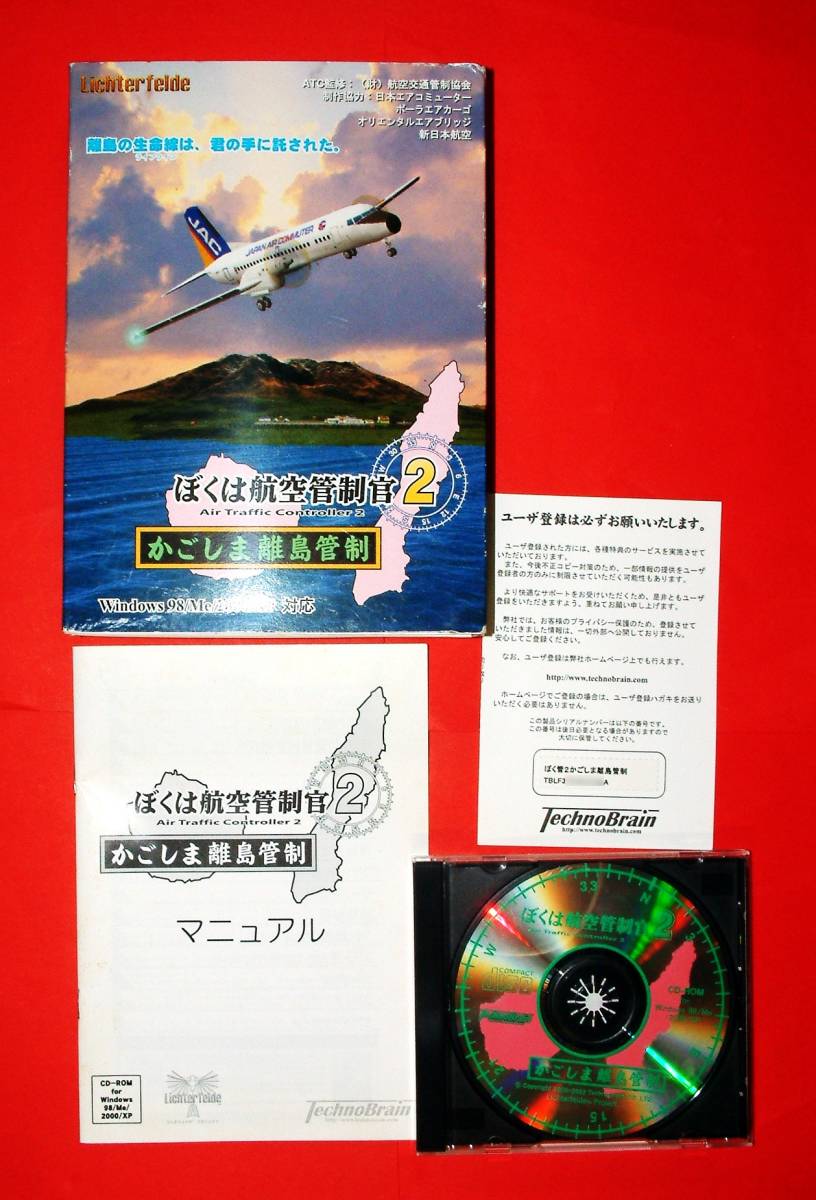 Lichterfelde
ATC監修：（財）航空交通管制協会
制作協力：日本エアコミューター
ポーラエアカーゴ
オリエンタルエアブリッジ
新日本航空
離島の生命線は、君の手に託された。
ライフライン
JAC
JAPAN AIR COMMUTER
ぼくは航空管制官2
Air Traffic Controller 2
かごしま離島管制
Windows 98/Me/ 対応
ユーザ登録は必ずお願いいたします。
ユーザ登録された方には、各種特典のサービスを実施させて
いただいております。
また、今後不正コピー対策のため、一部情報の提供をユーザ
登録者の方のみに制限させていただく可能性もあります。
より快適なサポートをお受けいただくため、是非ともユーザ
登録をいただきますよう、重ねてお願い申し上げます。
弊社では、お客様のプライバシー保護のため、登録させて
いただきました情報は、一切外部へ公開しておりません。
安心してご登録ください。
なお、ユーザ登録は弊社ホームページ上でも行えます。
http://www.technobrain.com
ホームページでご登録の場合は、ユーザ登録ハガキをお送り
いただく必要はありません。
この製品シリアルナンバーは以下の番号です。
この番号は後日必要となる場合がありますので
大切に保管してください。
ぼく管2かごしま離島管制
TBLF A
TechnoBrain
http://www.technobrain.com
ぼくは航空管制官2
Air Traffic Controller 2
かごしま離島管制
マニュアル
CD-ROM
for
Windows
98/Me/
2000/XP
Lichterfelde
TechnoBrain
http://www.technobrain.com
33 N 3
W
ぼくは航空管制官2
Air Traffic Controller 2
COMPACT
disc
CD-ROM
for
Windows 98/Me
かごしま離島管制
15